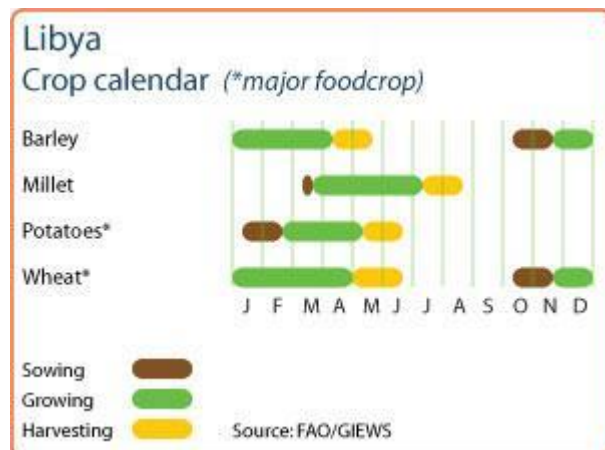 Libya
Crop calendar (*major foodcrop)
Barley
Millet
Potatoes*
Wheat*
J F M A M J J A S O N D
Sowing
Growing
Harvesting Source: FAO/GIEWS